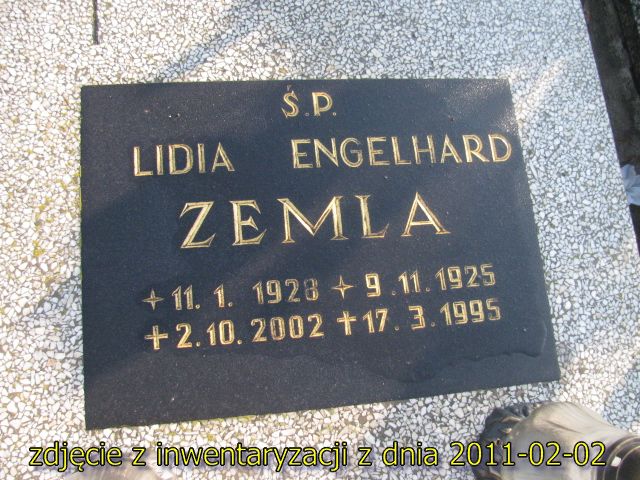 Ś.P.
LIDIA ENGELHARD
ZEMLA
+ 11. 1. 1928 + 9. 11. 1925
+ 2. 10. 2002 + 17. 3. 1995
zdjęcie z inwentaryzacji z dnia 2011-02-02